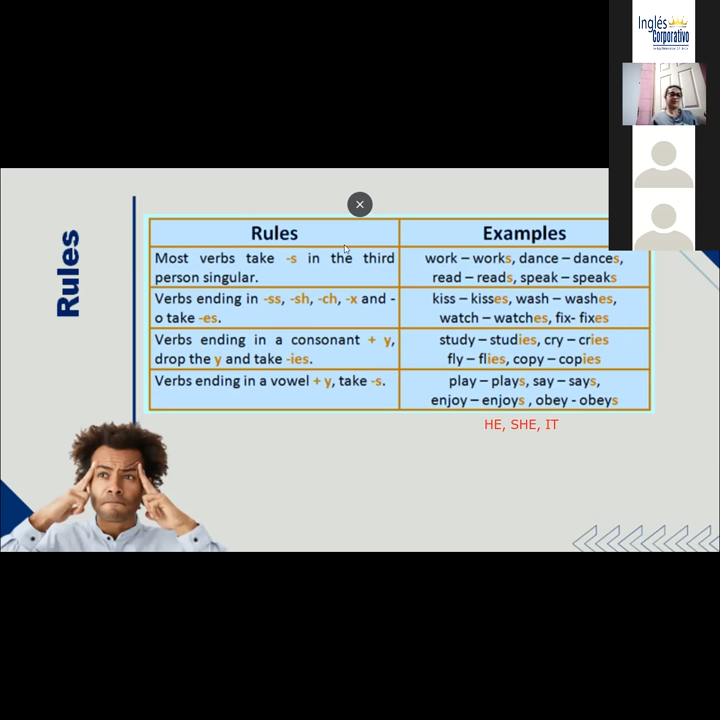 Inglés
Corporativo
Rules
Rules
Examples
Most verbs take -s in the third
person singular.
work – works, dance – dances,
read – reads, speak – speaks
Verbs ending in -ss, -sh, -ch, -x and -
o take -es.
kiss – kisses, wash – washes,
watch – watches, fix- fixes
Verbs ending in a consonant + y,
drop the y and take -ies.
study – studies, cry – cries
fly – flies, copy – copies
Verbs ending in a vowel + y, take -s.
play – plays, say – says,
enjoy – enjoys , obey - obeys
HE, SHE, IT